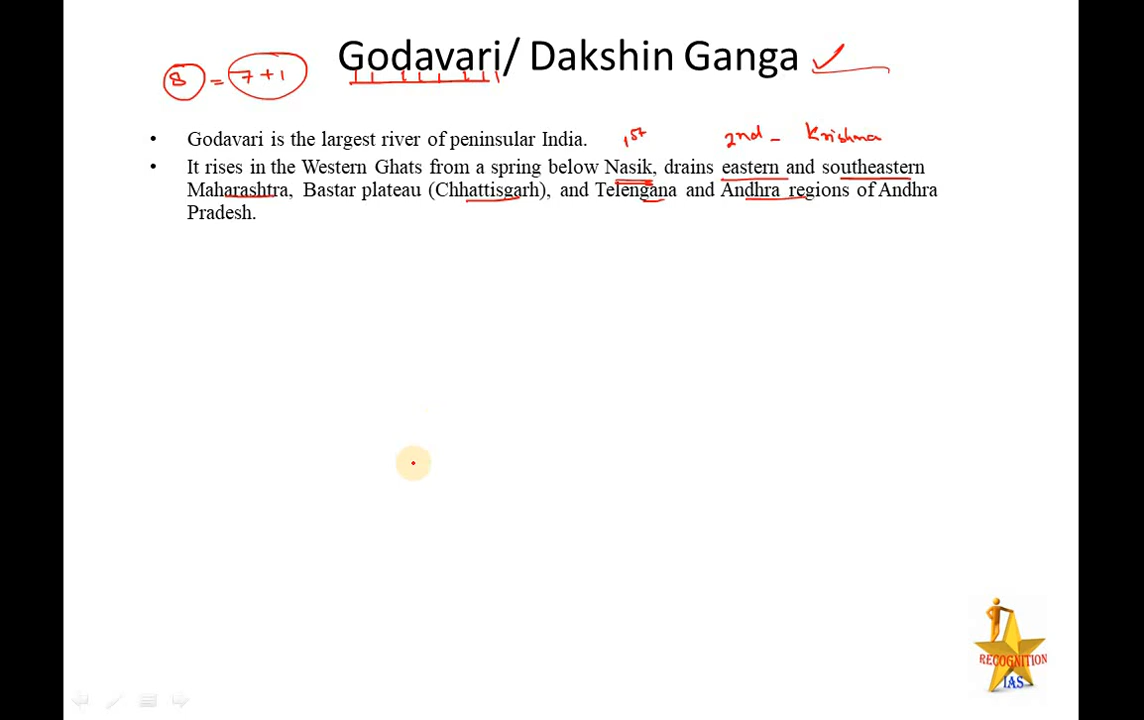 Godavari/ Dakshin Ganga
8 = 7+1
• Godavari is the largest river of peninsular India. 1st 2nd - Krishna
• It rises in the Western Ghats from a spring below Nasik, drains eastern and southeastern
Maharashtra, Bastar plateau (Chhattisgarh), and Telengana and Andhra regions of Andhra
Pradesh.
RECOGNITION
IAS